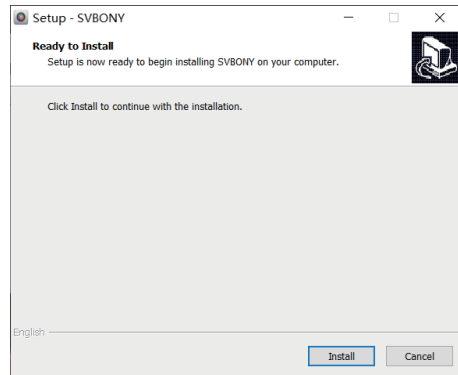 Setup - SVBONY
Ready to Install
Setup is now ready to begin installing SVBONY on your computer.
Click Install to continue with the installation.
English
Install
Cancel